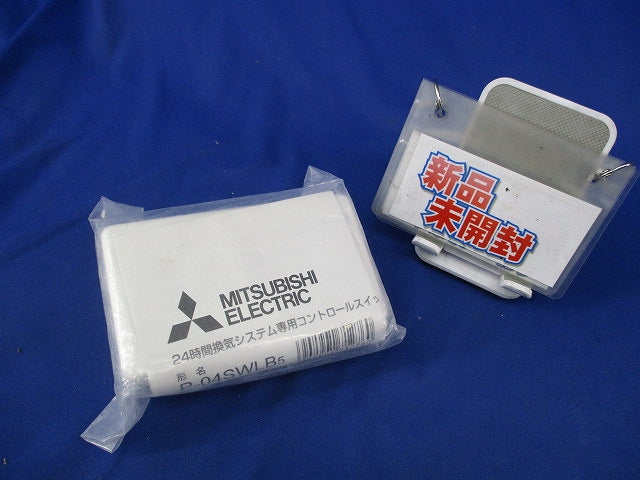 MITSUBISHI
ELECTRIC
24時間換気システム専用コントロールスイッ
形名
P-04SWLB5
新品
未開封